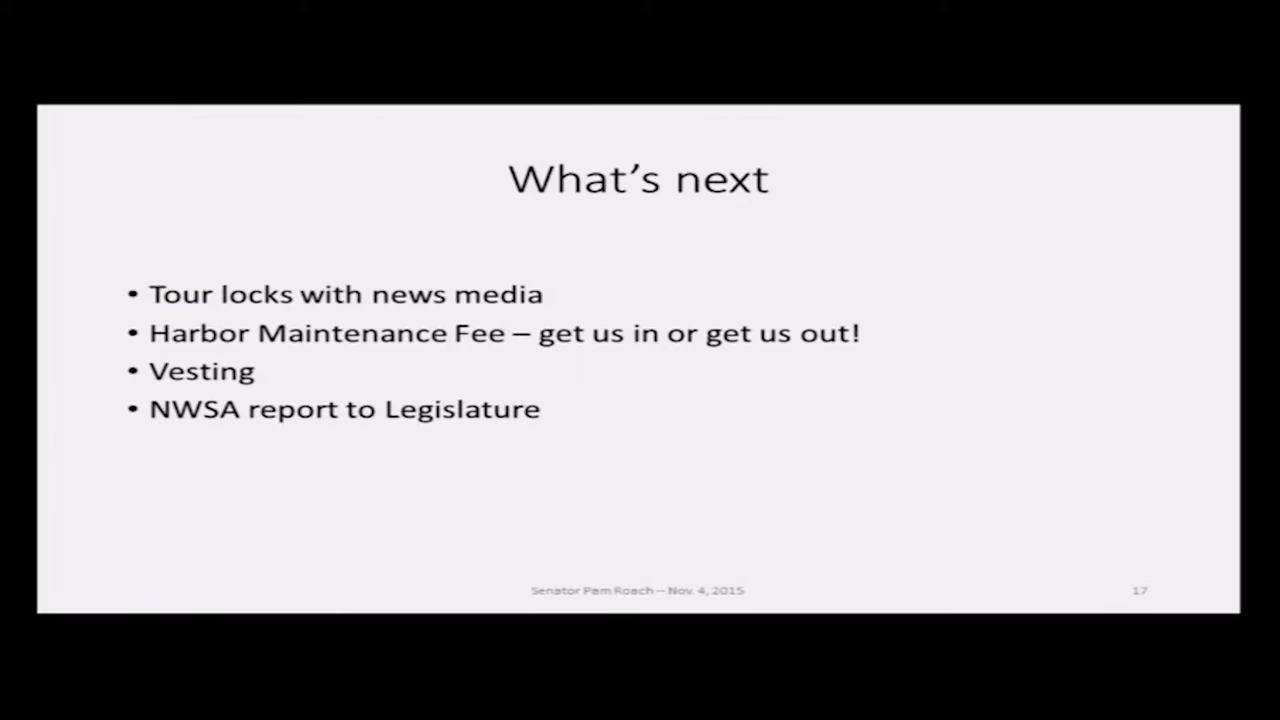 What’s next
• Tour locks with news media
• Harbor Maintenance Fee – get us in or get us out!
• Vesting
• NWSA report to Legislature
Senator Pam Roach – Nov. 4, 2015
17